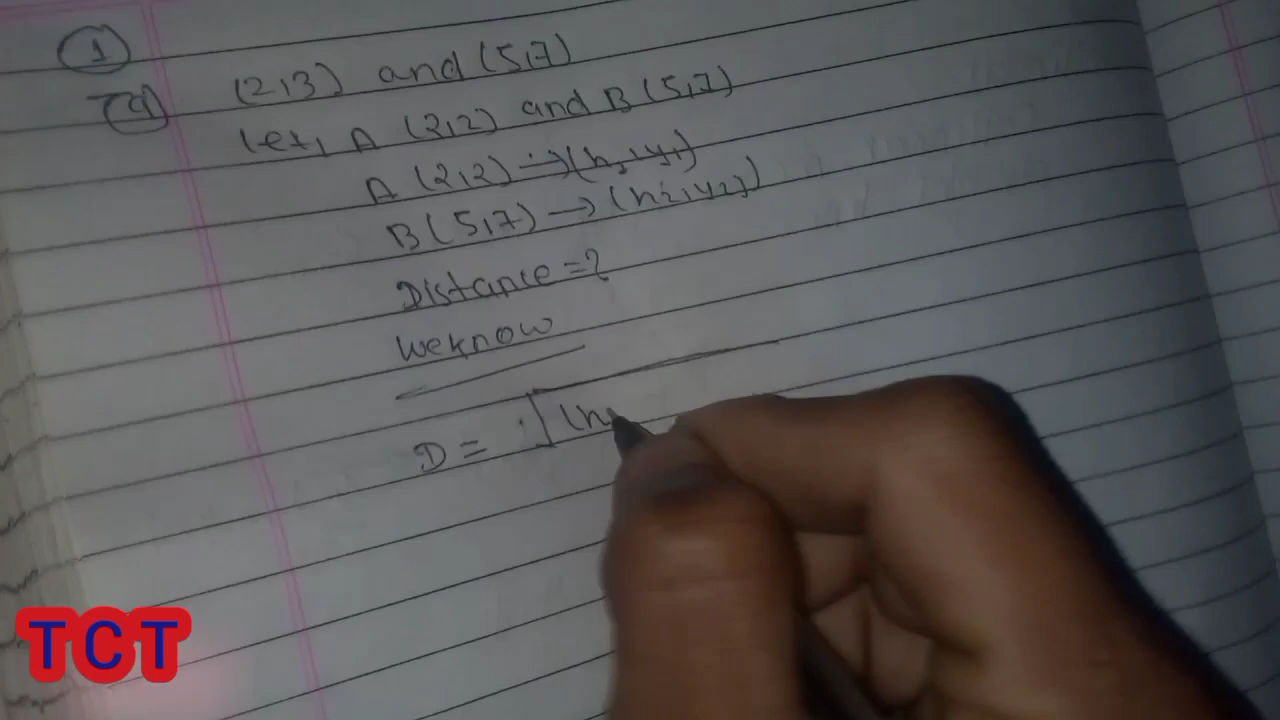 1
a) (2,3) and (5,7)
let, A (2,2) and B (5,7)
A (2,2) → (x1, y1)
B (5,7) → (x2, y2)
Distance = ?
we know
D = √(x
TCT